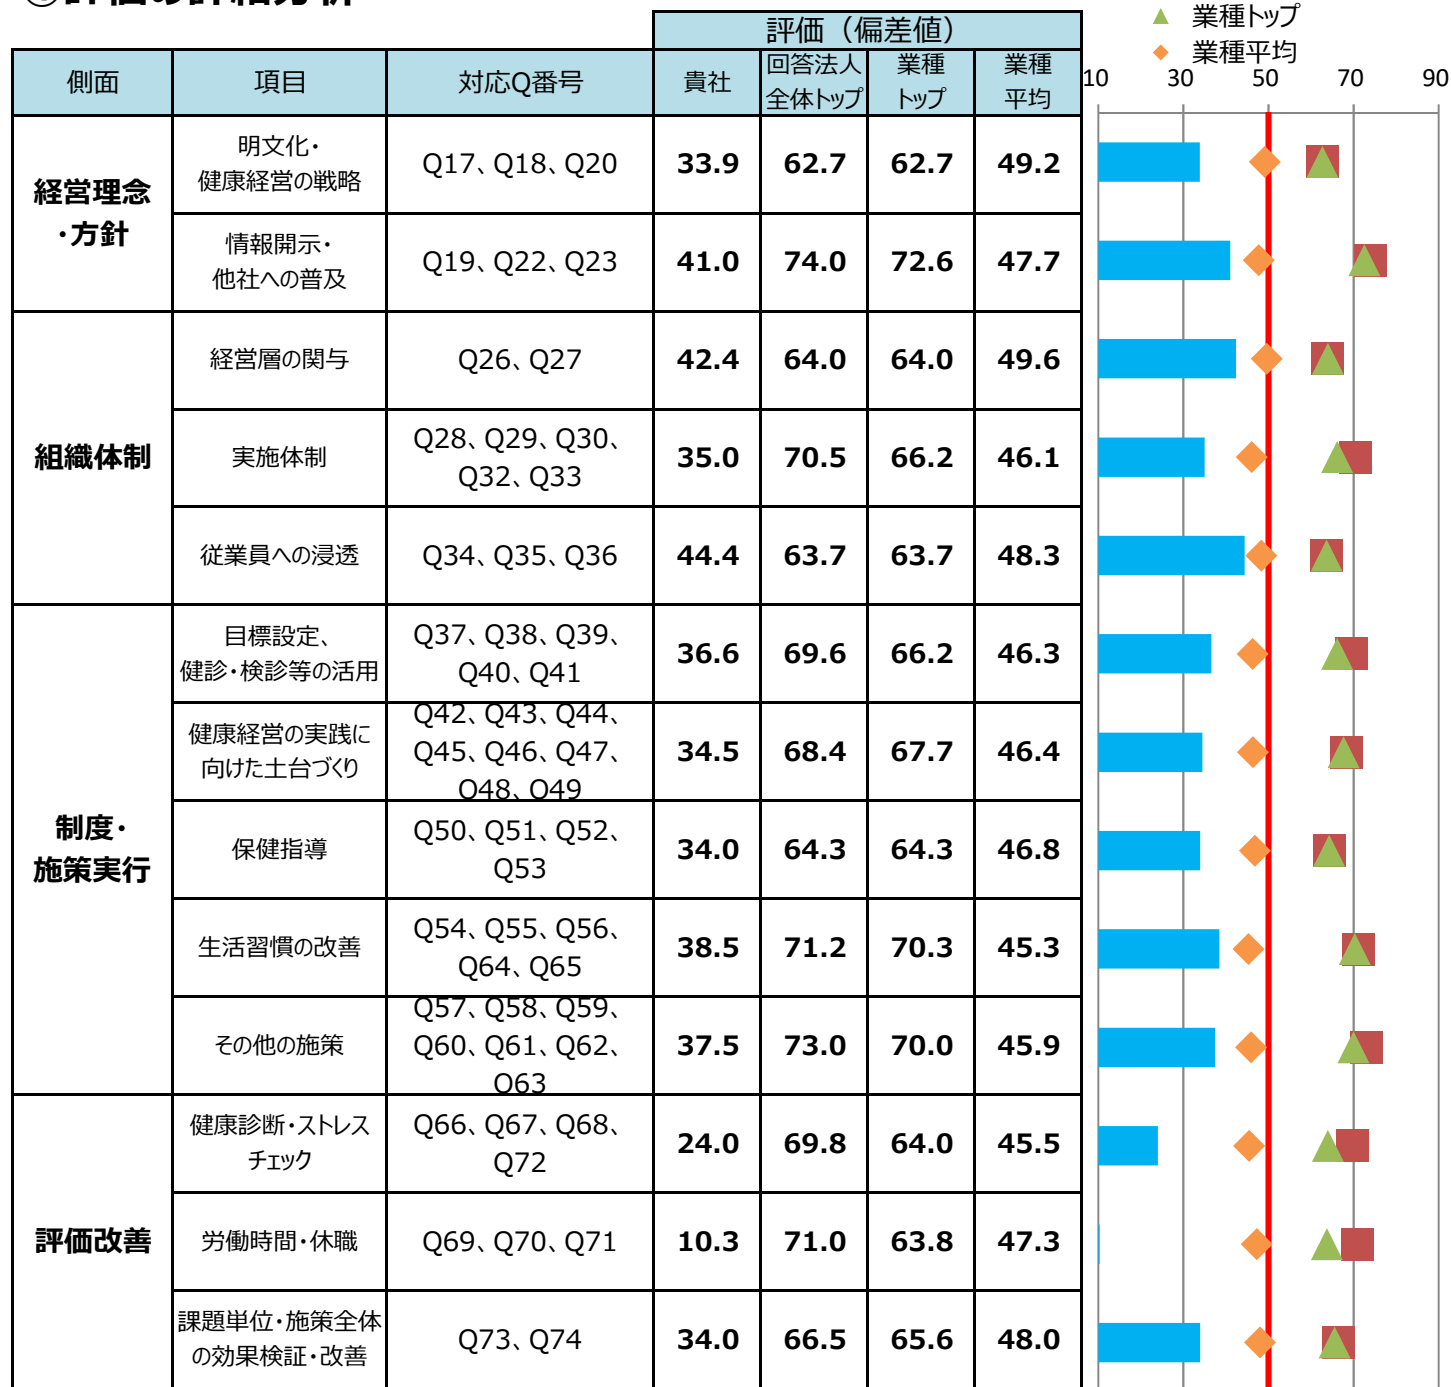 評価（偏差値）
側面 項目 対応Q番号 貴社 回答法人 業種 業種
全体トップ トップ 平均
業種トップ
業種平均
10 30 50 70 90
経営理念
・方針
明文化・
健康経営の戦略
Q17、Q18、Q20 33.9 62.7 62.7 49.2
情報開示・
他社への普及
Q19、Q22、Q23 41.0 74.0 72.6 47.7
組織体制
経営層の関与 Q26、Q27 42.4 64.0 64.0 49.6
実施体制
Q28、Q29、Q30、
Q32、Q33
35.0 70.5 66.2 46.1
従業員への浸透 Q34、Q35、Q36 44.4 63.7 63.7 48.3
制度・
施策実行
目標設定、
健診・検診等の活用
Q37、Q38、Q39、
Q40、Q41
36.6 69.6 66.2 46.3
健康経営の実践に
向けた土台づくり
Q42、Q43、Q44、
Q45、Q46、Q47、
Q48、Q49
34.5 68.4 67.7 46.4
保健指導
Q50、Q51、Q52、
Q53
34.0 64.3 64.3 46.8
生活習慣の改善
Q54、Q55、Q56、
Q64、Q65
38.5 71.2 70.3 45.3
その他の施策
Q57、Q58、Q59、
Q60、Q61、Q62、
Q63
37.5 73.0 70.0 45.9
評価改善
健康診断・ストレス
チェック
Q66、Q67、Q68、
Q72
24.0 69.8 64.0 45.5
労働時間・休職 Q69、Q70、Q71 10.3 71.0 63.8 47.3
課題単位・施策全体
の効果検証・改善
Q73、Q74 34.0 66.5 65.6 48.0